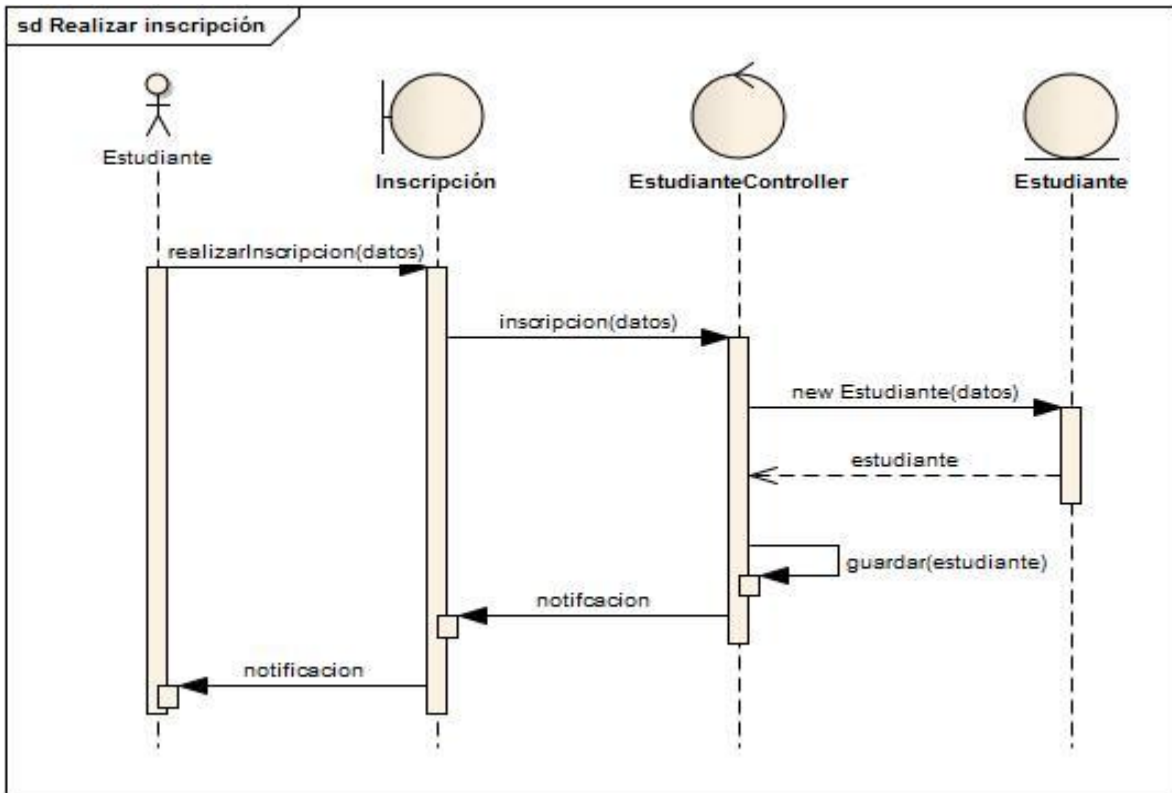 sd Realizar inscripción
Estudiante
Inscripción
EstudianteController
Estudiante
realizarInscripcion(datos)
inscripcion(datos)
new Estudiante(datos)
estudiante
guardar(estudiante)
notifcacion
notificacion